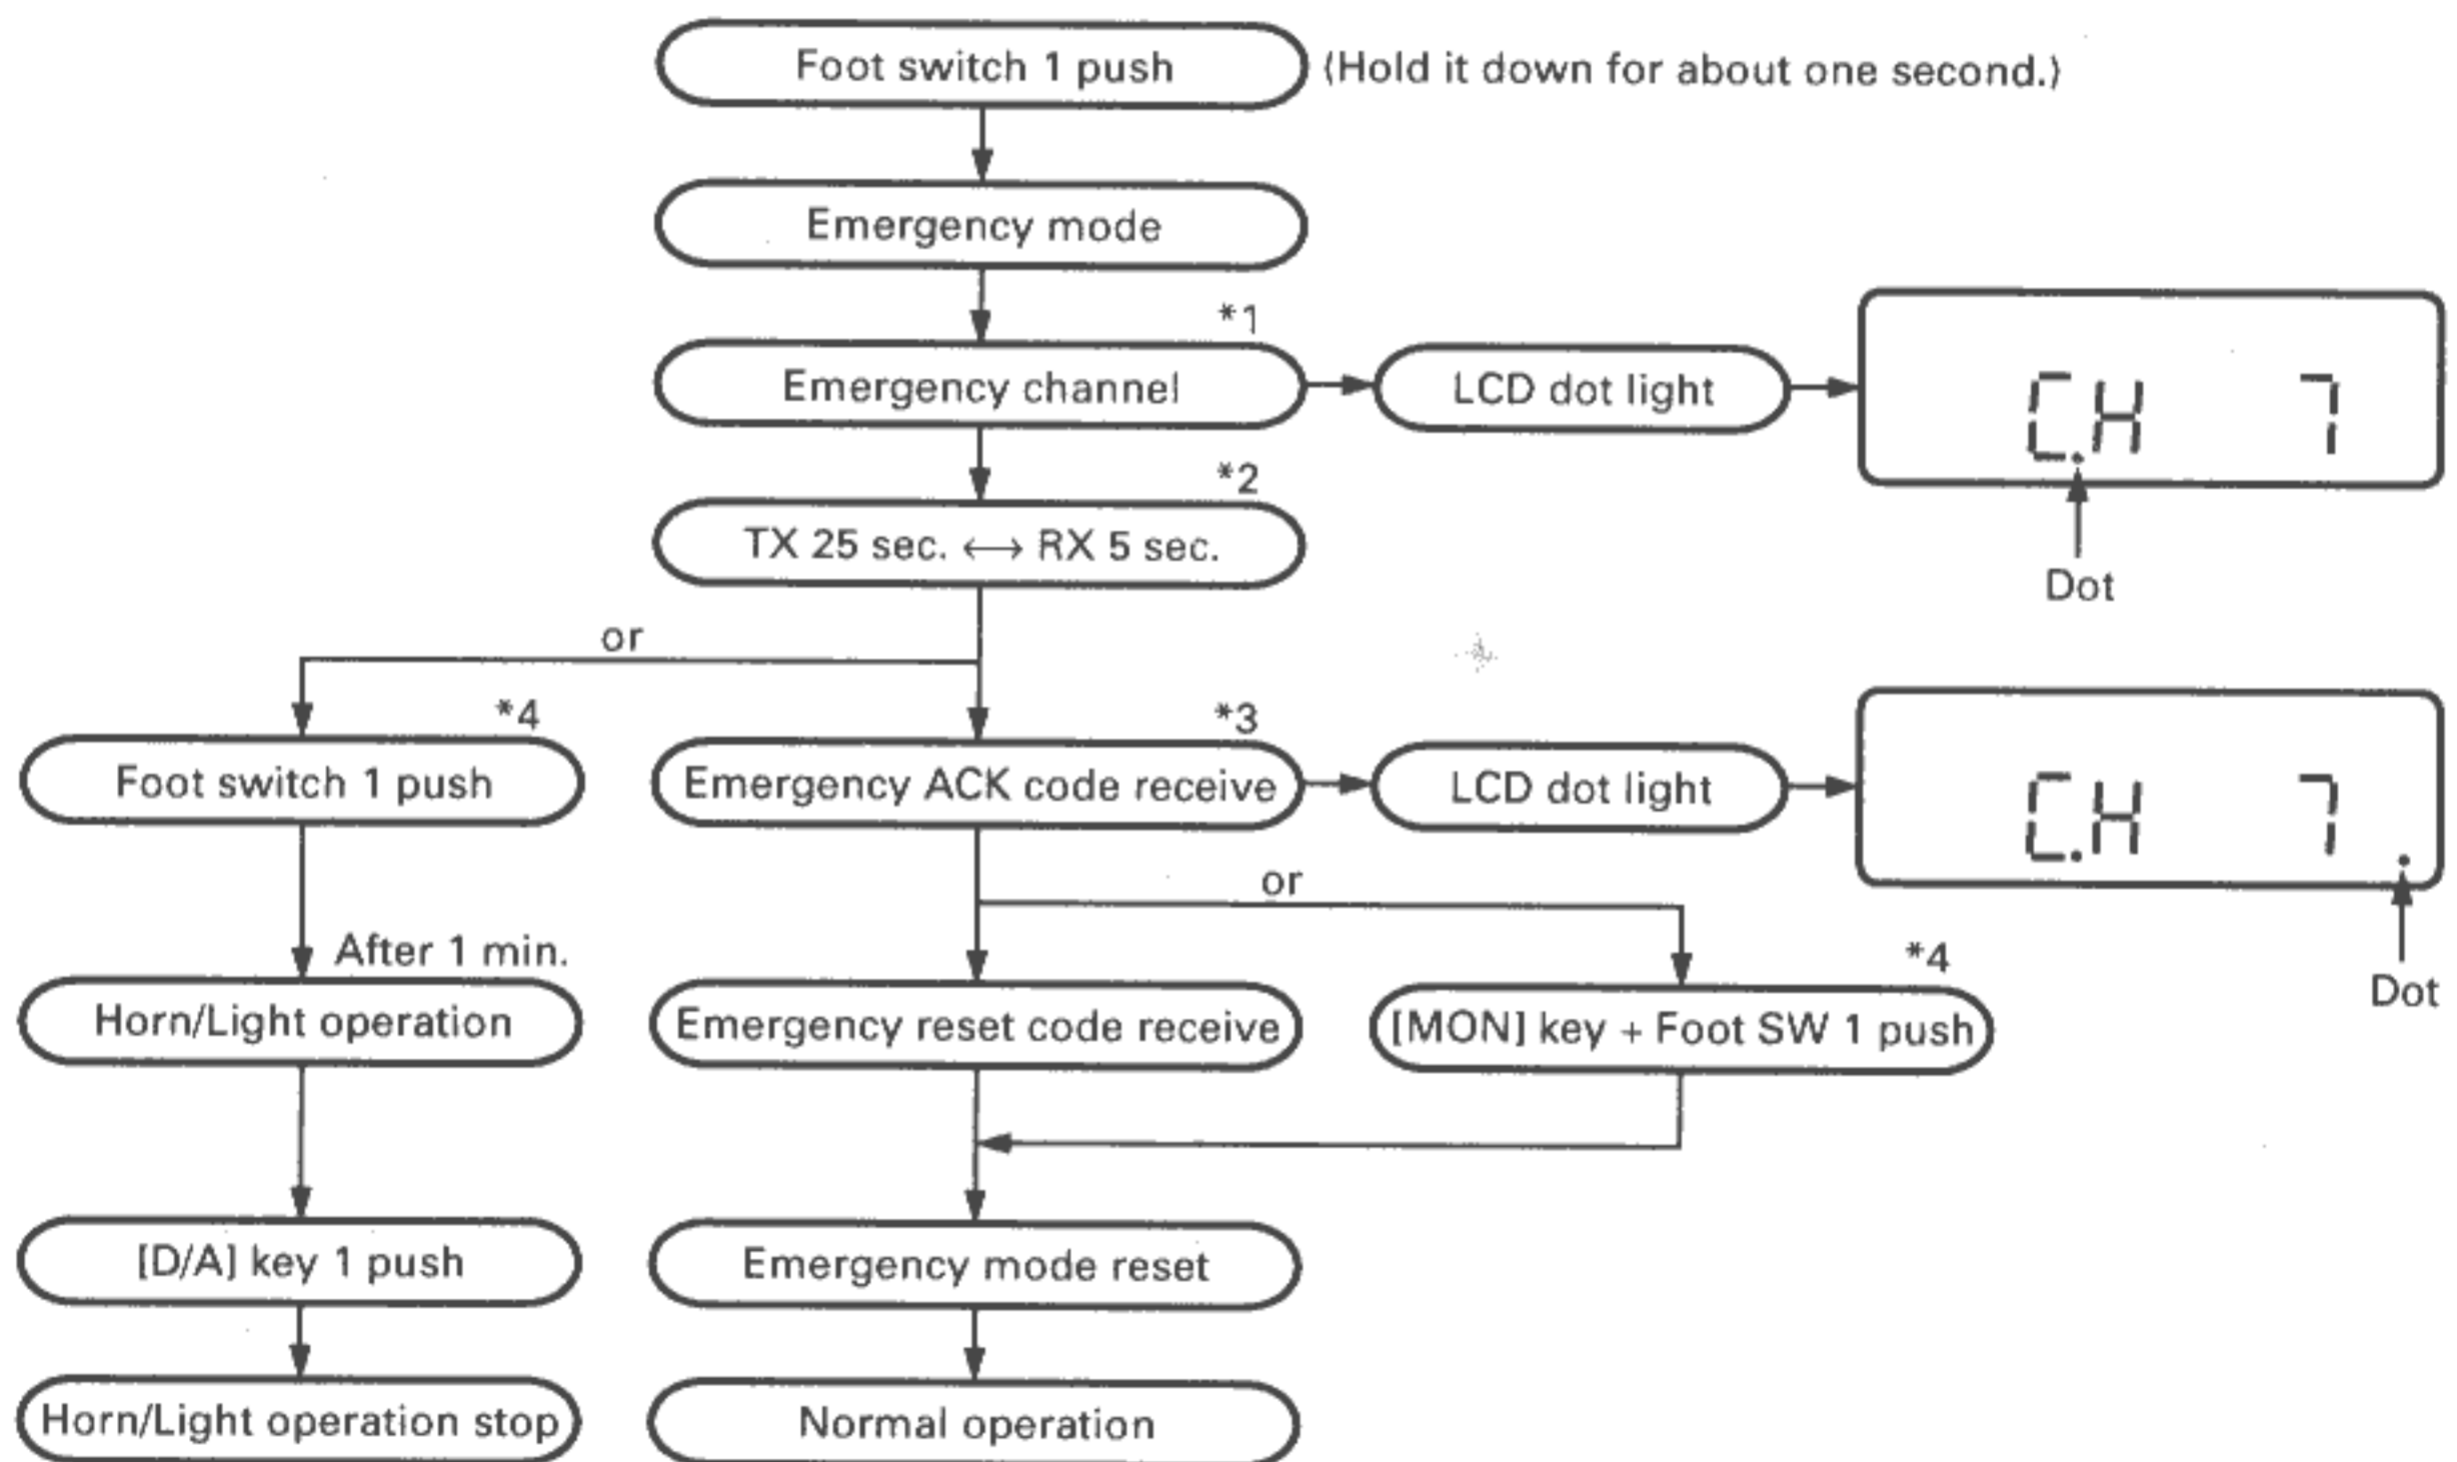 Foot switch 1 push (Hold it down for about one second.)
Emergency mode
*1
Emergency channel
LCD dot light
C.H 7
*2
TX 25 sec. ⟷ RX 5 sec.
Dot
or
*4
*3
Foot switch 1 push
Emergency ACK code receive
LCD dot light
C.H 7.
or
After 1 min.
*4
Dot
Horn/Light operation
Emergency reset code receive
[MON] key + Foot SW 1 push
[D/A] key 1 push
Emergency mode reset
Horn/Light operation stop
Normal operation